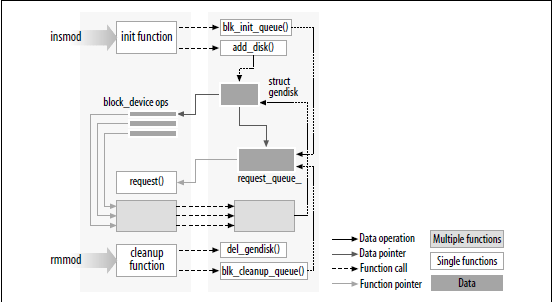 insmod
init function
blk_init_queue()
add_disk()
struct
gendisk
block_device ops
request_queue_
request()
rmmod
cleanup
function
del_gendisk()
blk_cleanup_queue()
Data operation
Data pointer
Function call
Function pointer
Multiple functions
Single functions
Data